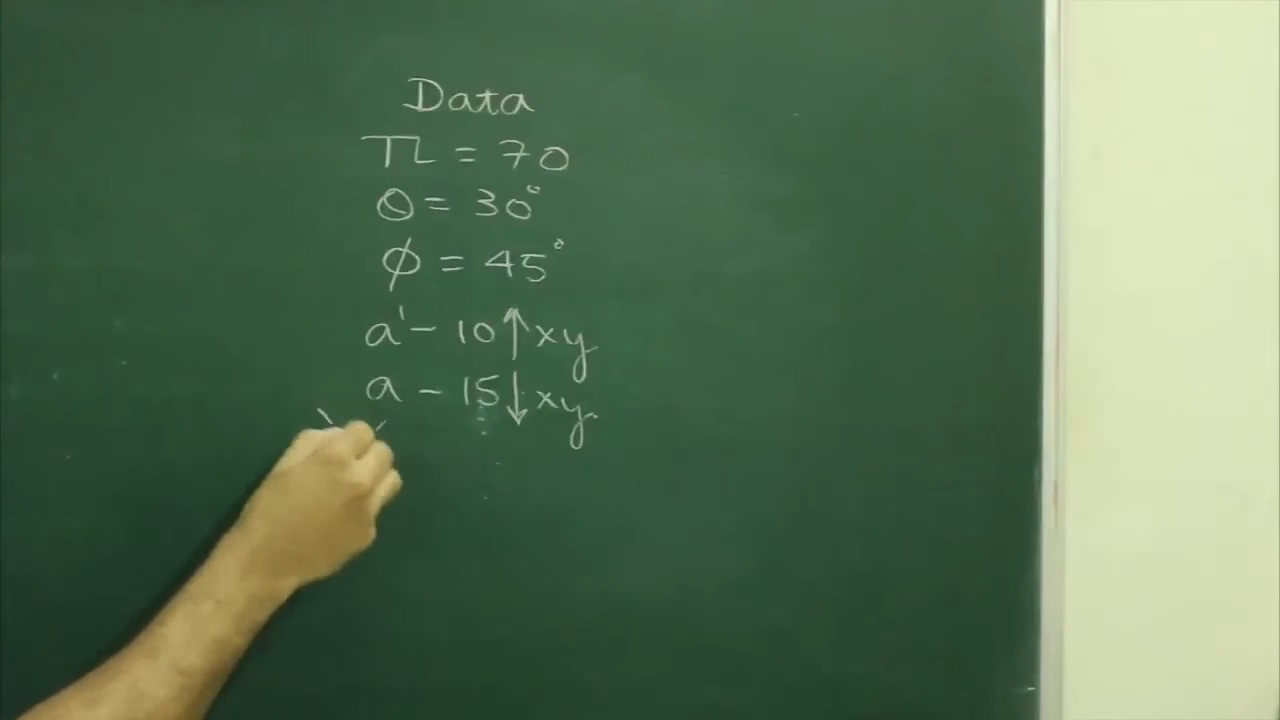 Data
TL = 70
θ = 30°
ϕ = 45°
a' - 10 ↑ xy
a - 15 ↓ xy